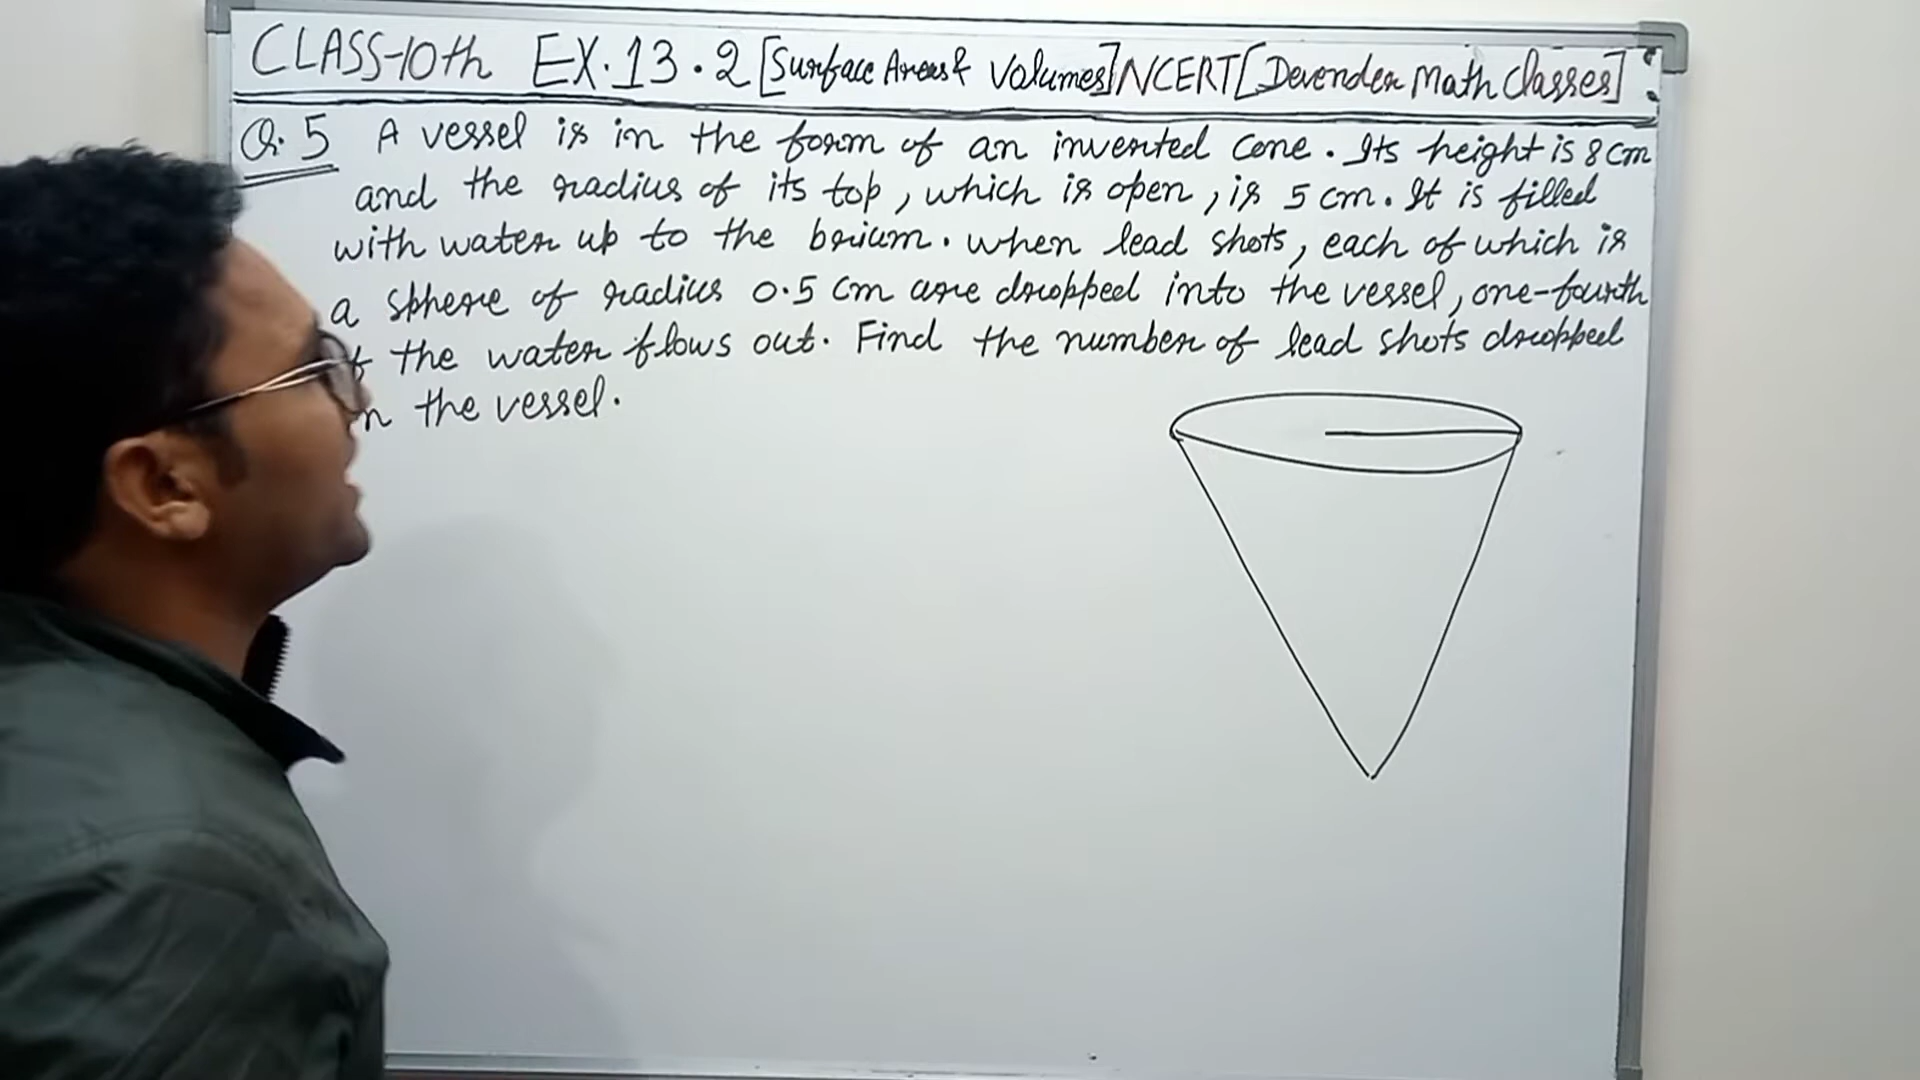 CLASS-10th EX.13.2 [Surface Areas & Volumes] NCERT [Devender Math Classes]:
Q.5 A vessel is in the form of an inverted cone. Its height is 8 cm
and the radius of its top, which is open, is 5 cm. It is filled
with water up to the brium. when lead shots, each of which is
a sphere of radius 0.5 cm are dropped into the vessel, one-fourth
the water flows out. Find the number of lead shots dropped
the vessel.